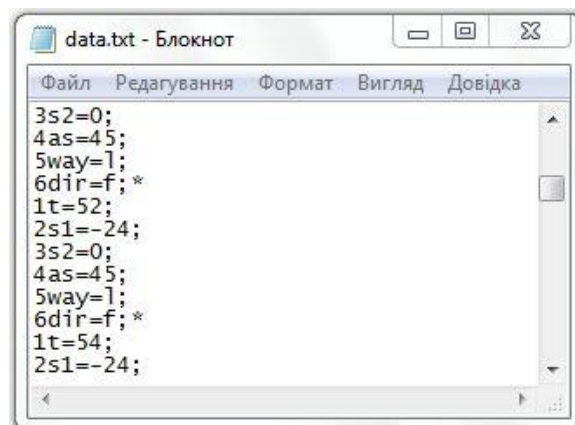 data.txt - Блокнот
Файл Редагування Формат Вигляд Довідка
3s2=0;
4as=45;
5way=l;
6dir=f;*
1t=52;
2s1=-24;
3s2=0;
4as=45;
5way=l;
6dir=f;*
1t=54;
2s1=-24;